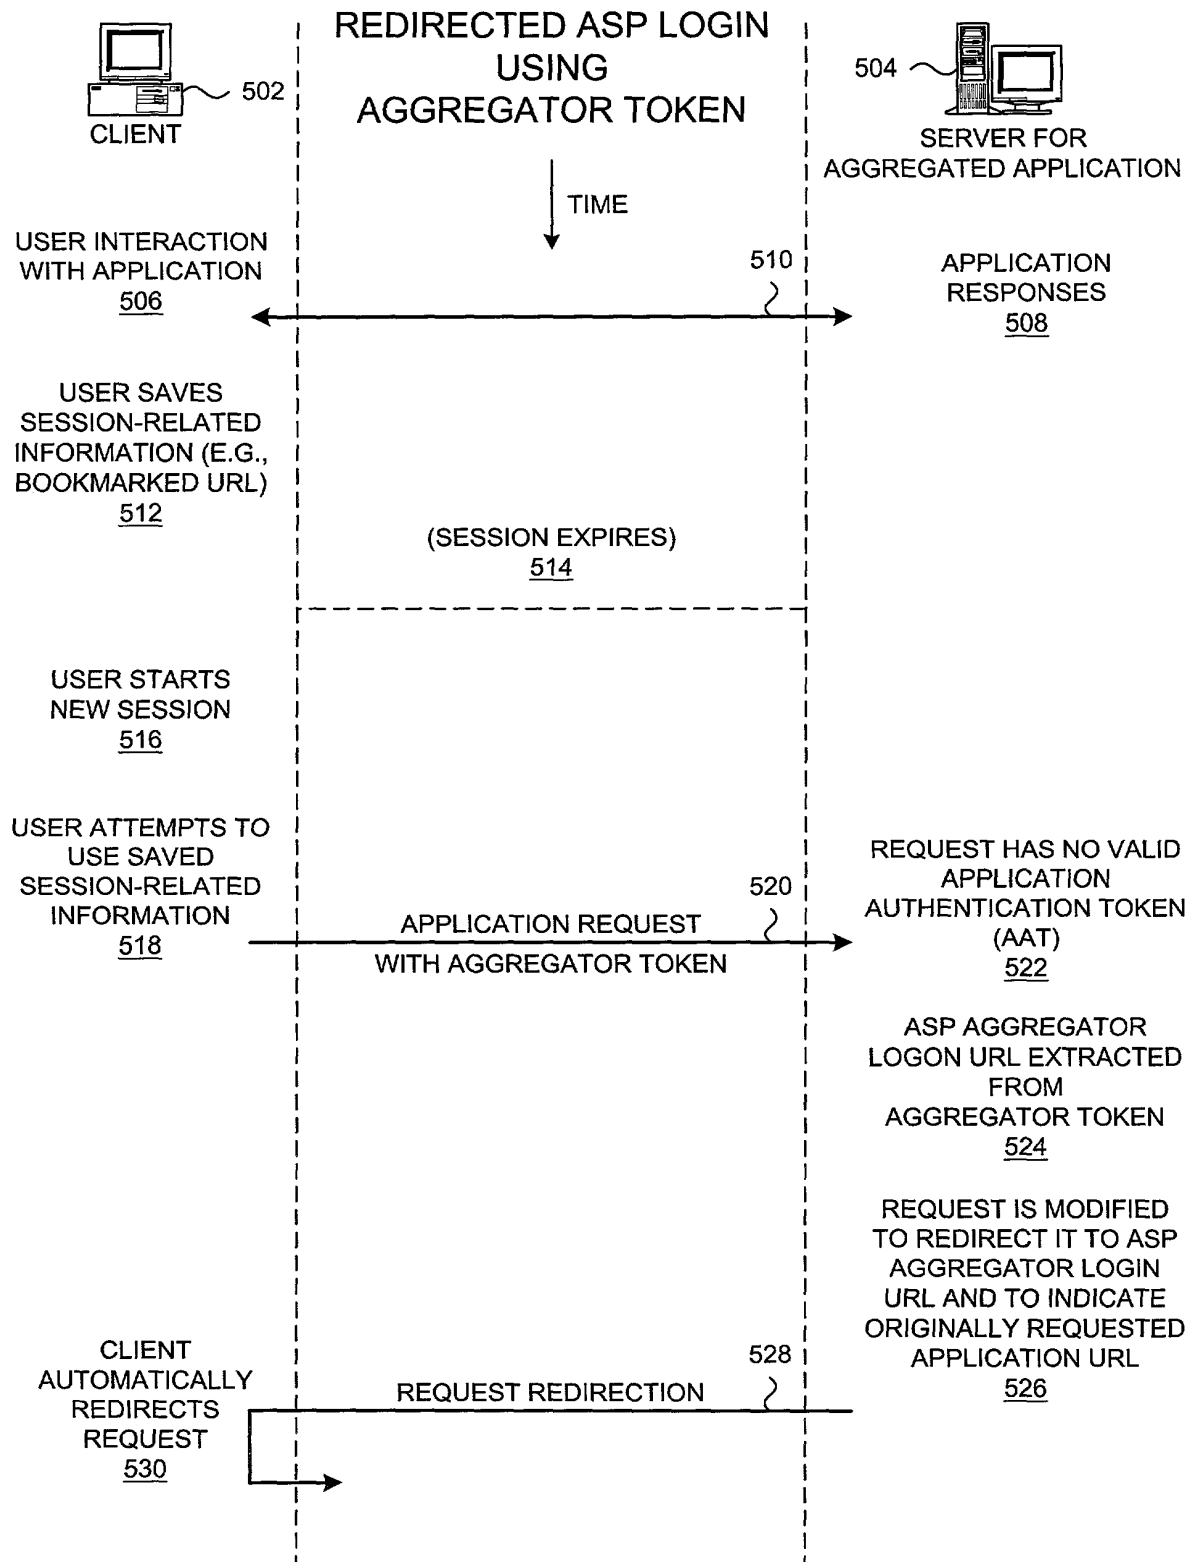 REDIRECTED ASP LOGIN
USING
AGGREGATOR TOKEN
502
CLIENT
504
SERVER FOR
AGGREGATED APPLICATION
TIME
USER INTERACTION
WITH APPLICATION
506
510
APPLICATION
RESPONSES
508
USER SAVES
SESSION-RELATED
INFORMATION (E.G.,
BOOKMARKED URL)
512
(SESSION EXPIRES)
514
USER STARTS
NEW SESSION
516
USER ATTEMPTS TO
USE SAVED
SESSION-RELATED
INFORMATION
518
520
APPLICATION REQUEST
WITH AGGREGATOR TOKEN
REQUEST HAS NO VALID
APPLICATION
AUTHENTICATION TOKEN
(AAT)
522
ASP AGGREGATOR
LOGON URL EXTRACTED
FROM
AGGREGATOR TOKEN
524
REQUEST IS MODIFIED
TO REDIRECT IT TO ASP
AGGREGATOR LOGIN
URL AND TO INDICATE
ORIGINALLY REQUESTED
APPLICATION URL
526
528
REQUEST REDIRECTION
CLIENT
AUTOMATICALLY
REDIRECTS
REQUEST
530